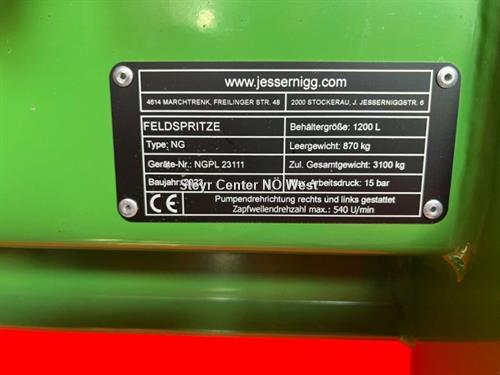 www.jessernigg.com
4614 MARCHTRENK, FREILINGER STR. 48 2000 STOCKERAU, J. JESSERNIGGSTR. 6
FELDSPRITZE Behältergröße: 1200 L
Type: NG Leergewicht: 870 kg
Geräte-Nr.: NGPL 23111 Zul. Gesamtgewicht: 3100 kg
Baujahr: 2023 Max. Arbeitsdruck: 15 bar
Steyr Center NÖ West
CE Pumpendrehrichtung rechts und links gestattet
Zapfwellendrehzahl max.: 540 U/min